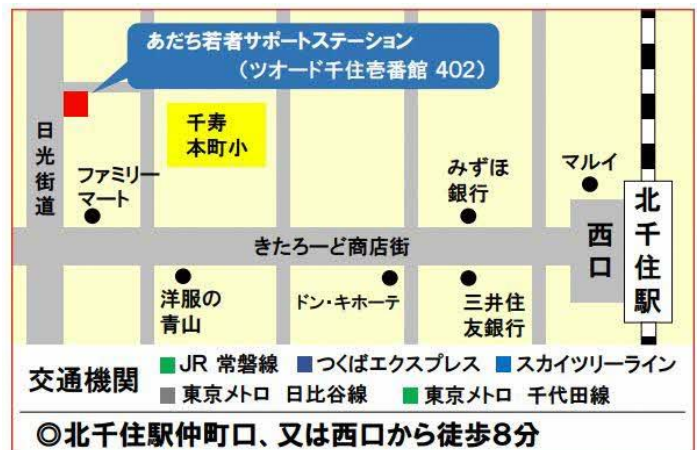 あだち若者サポートステーション
（ツオード千住壱番館 402）
日光街道
千寿
本町小
ファミリー
マート
みずほ
銀行
マルイ
北千住駅
西口
きたろーど商店街
洋服の
青山
ドン・キホーテ
三井住
友銀行
交通機関
JR 常磐線 つくばエクスプレス スカイツリーライン
東京メトロ 日比谷線 東京メトロ 千代田線
◎北千住駅仲町口、又は西口から徒歩8分